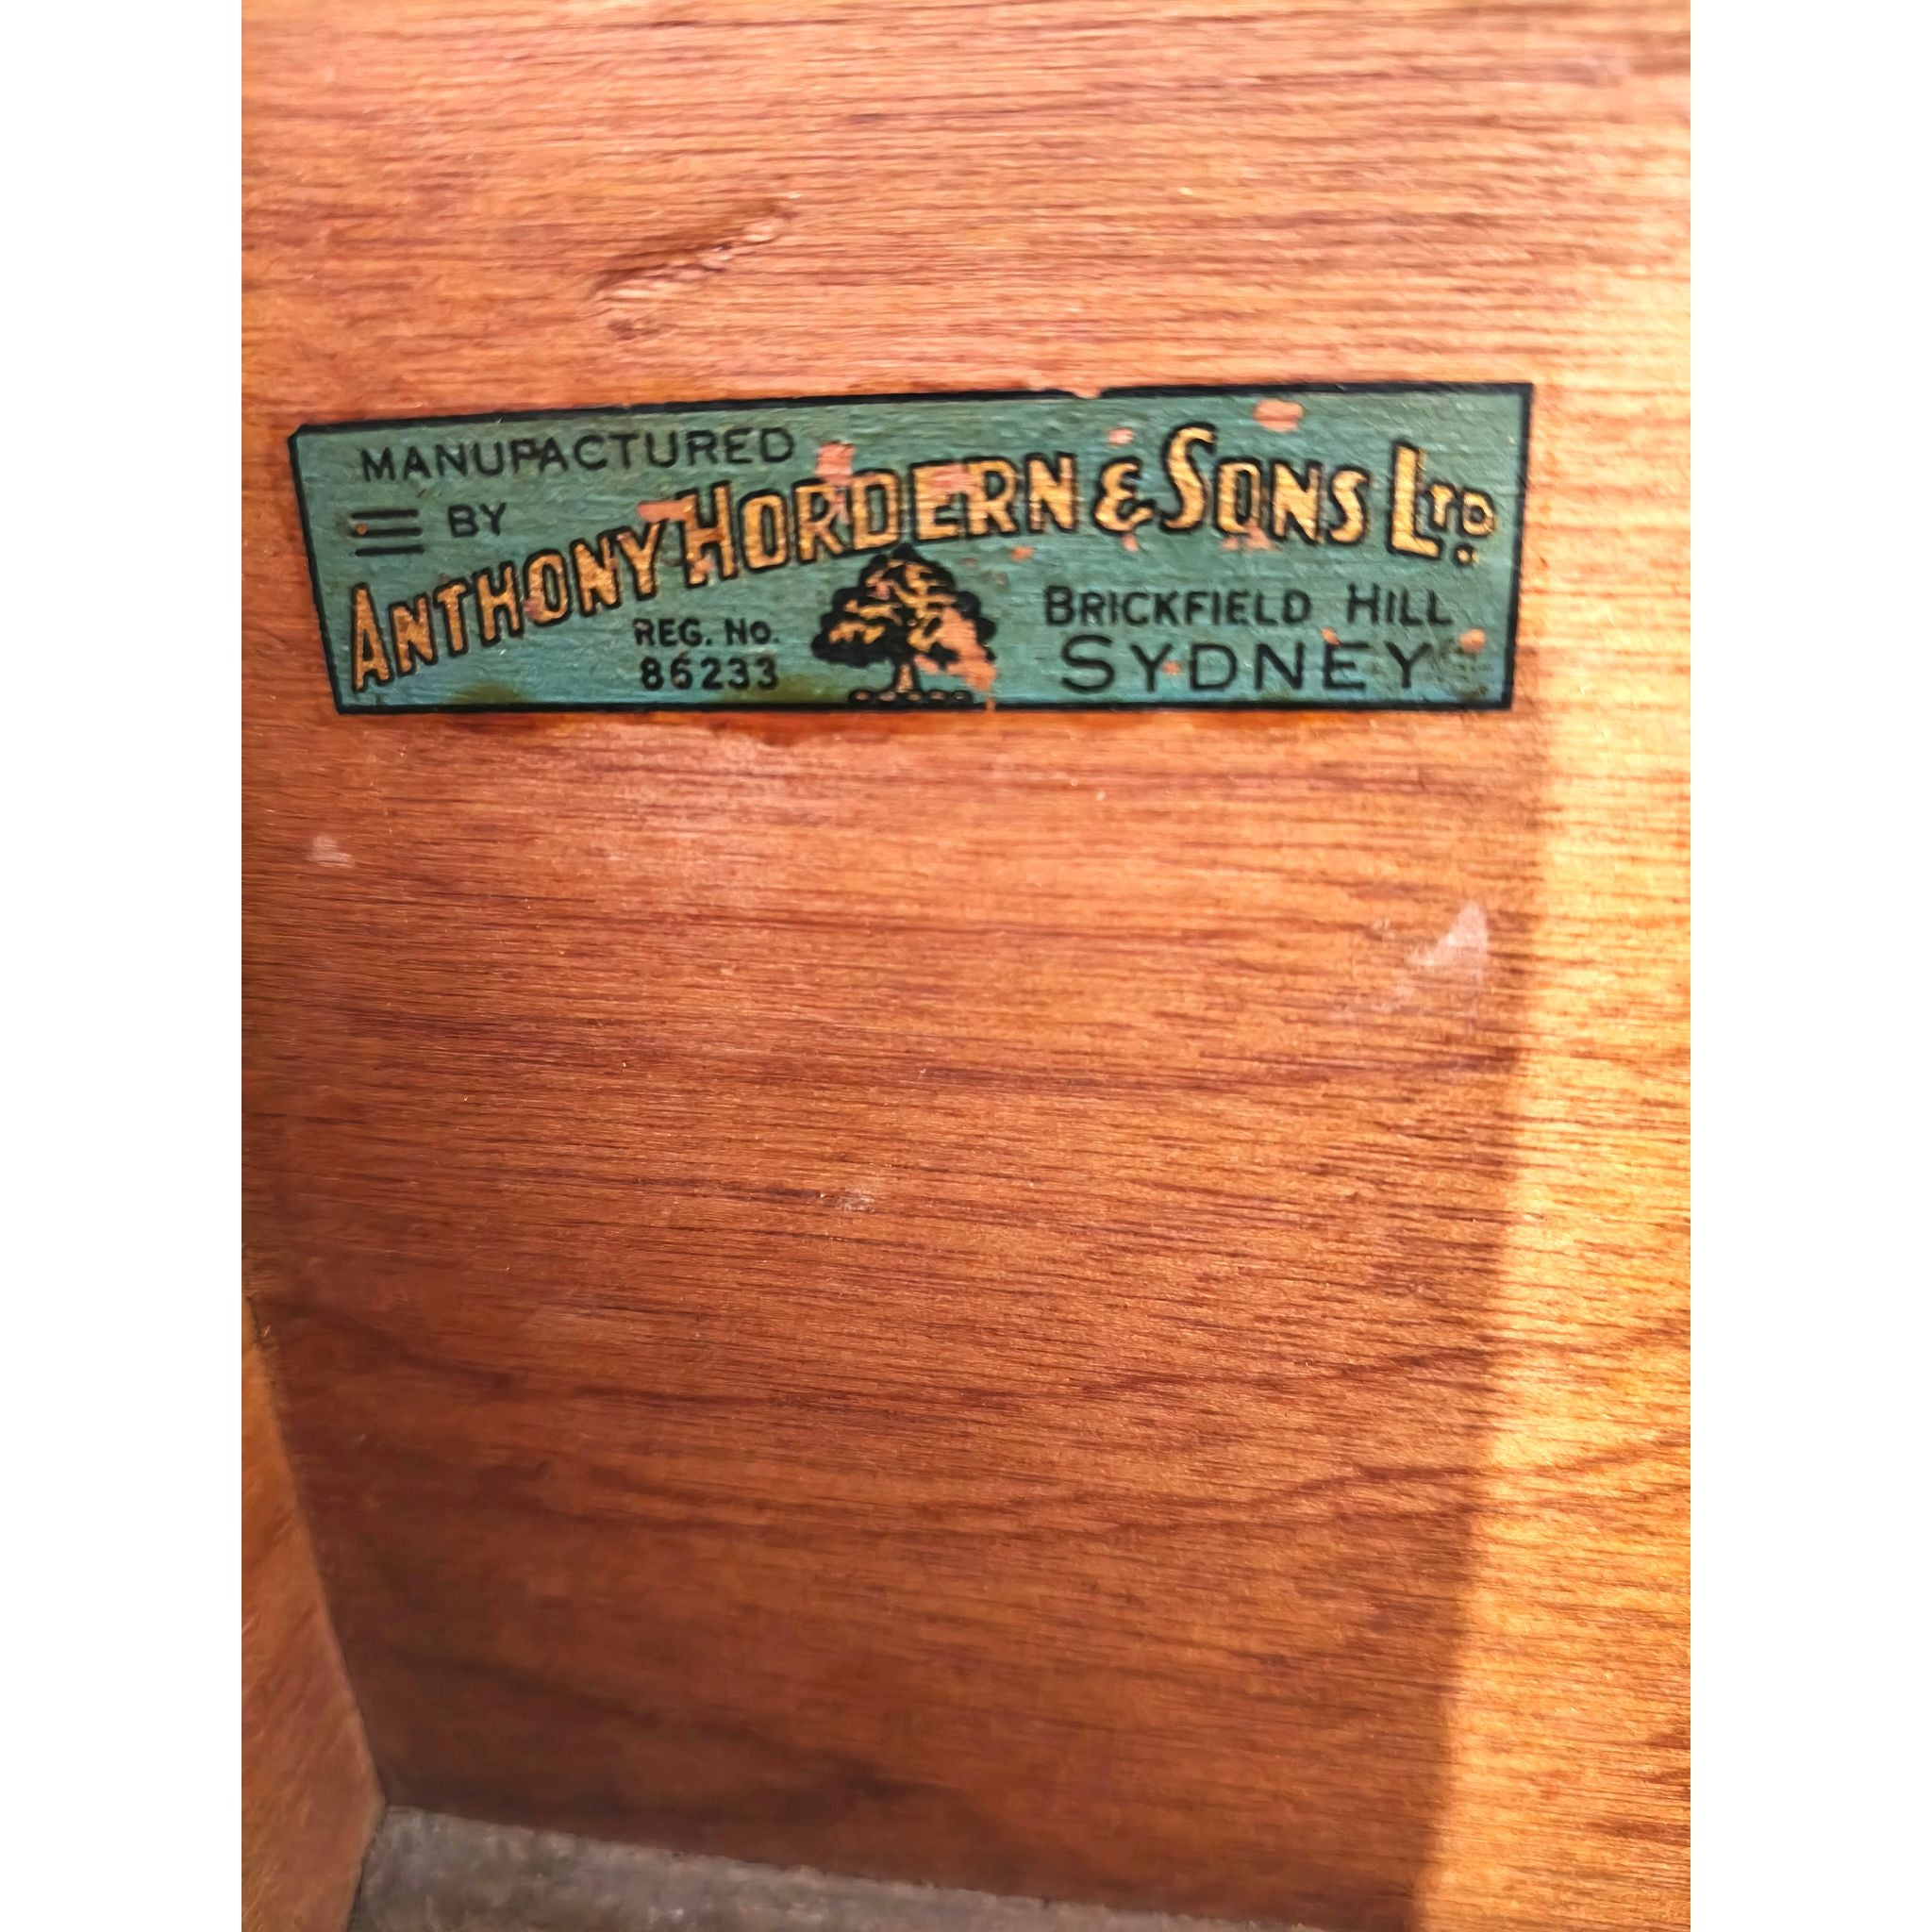 MANUFACTURED
BY
ANTHONY HORDERN & SONS LTD.
REG. NO.
86233
BRICKFIELD HILL
SYDNEY